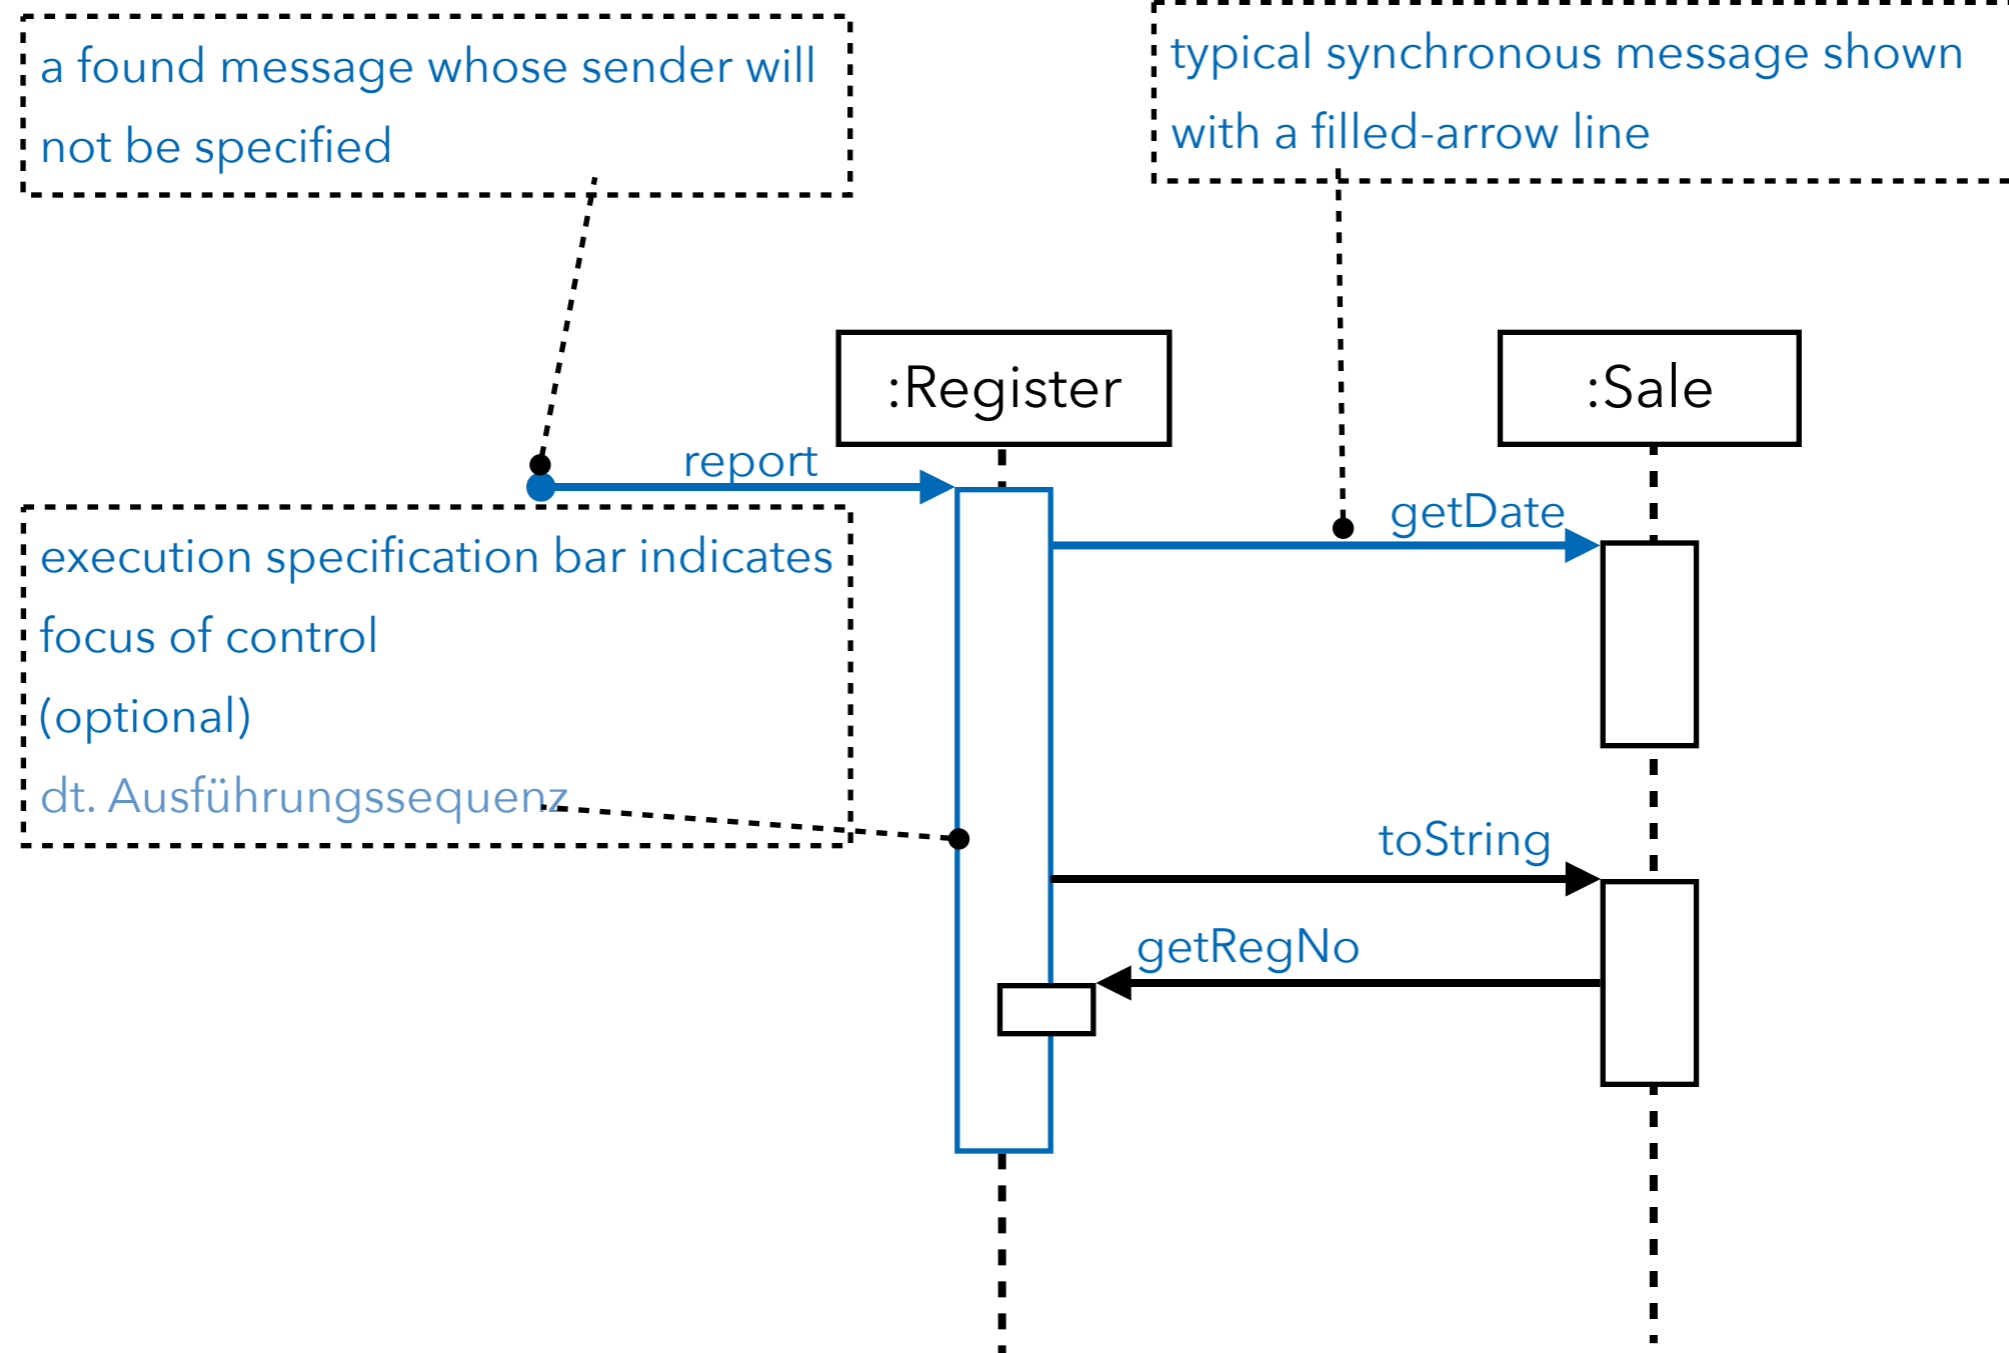 a found message whose sender will
not be specified
typical synchronous message shown
with a filled-arrow line
:Register
:Sale
report
getDate
execution specification bar indicates
focus of control
(optional)
dt. Ausführungssequenz
toString
getRegNo